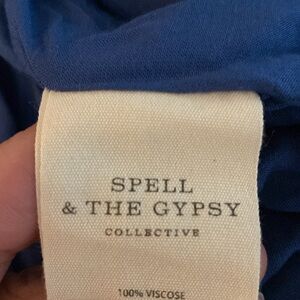 SPELL
& THE GYPSY
COLLECTIVE
100% VISCOSE